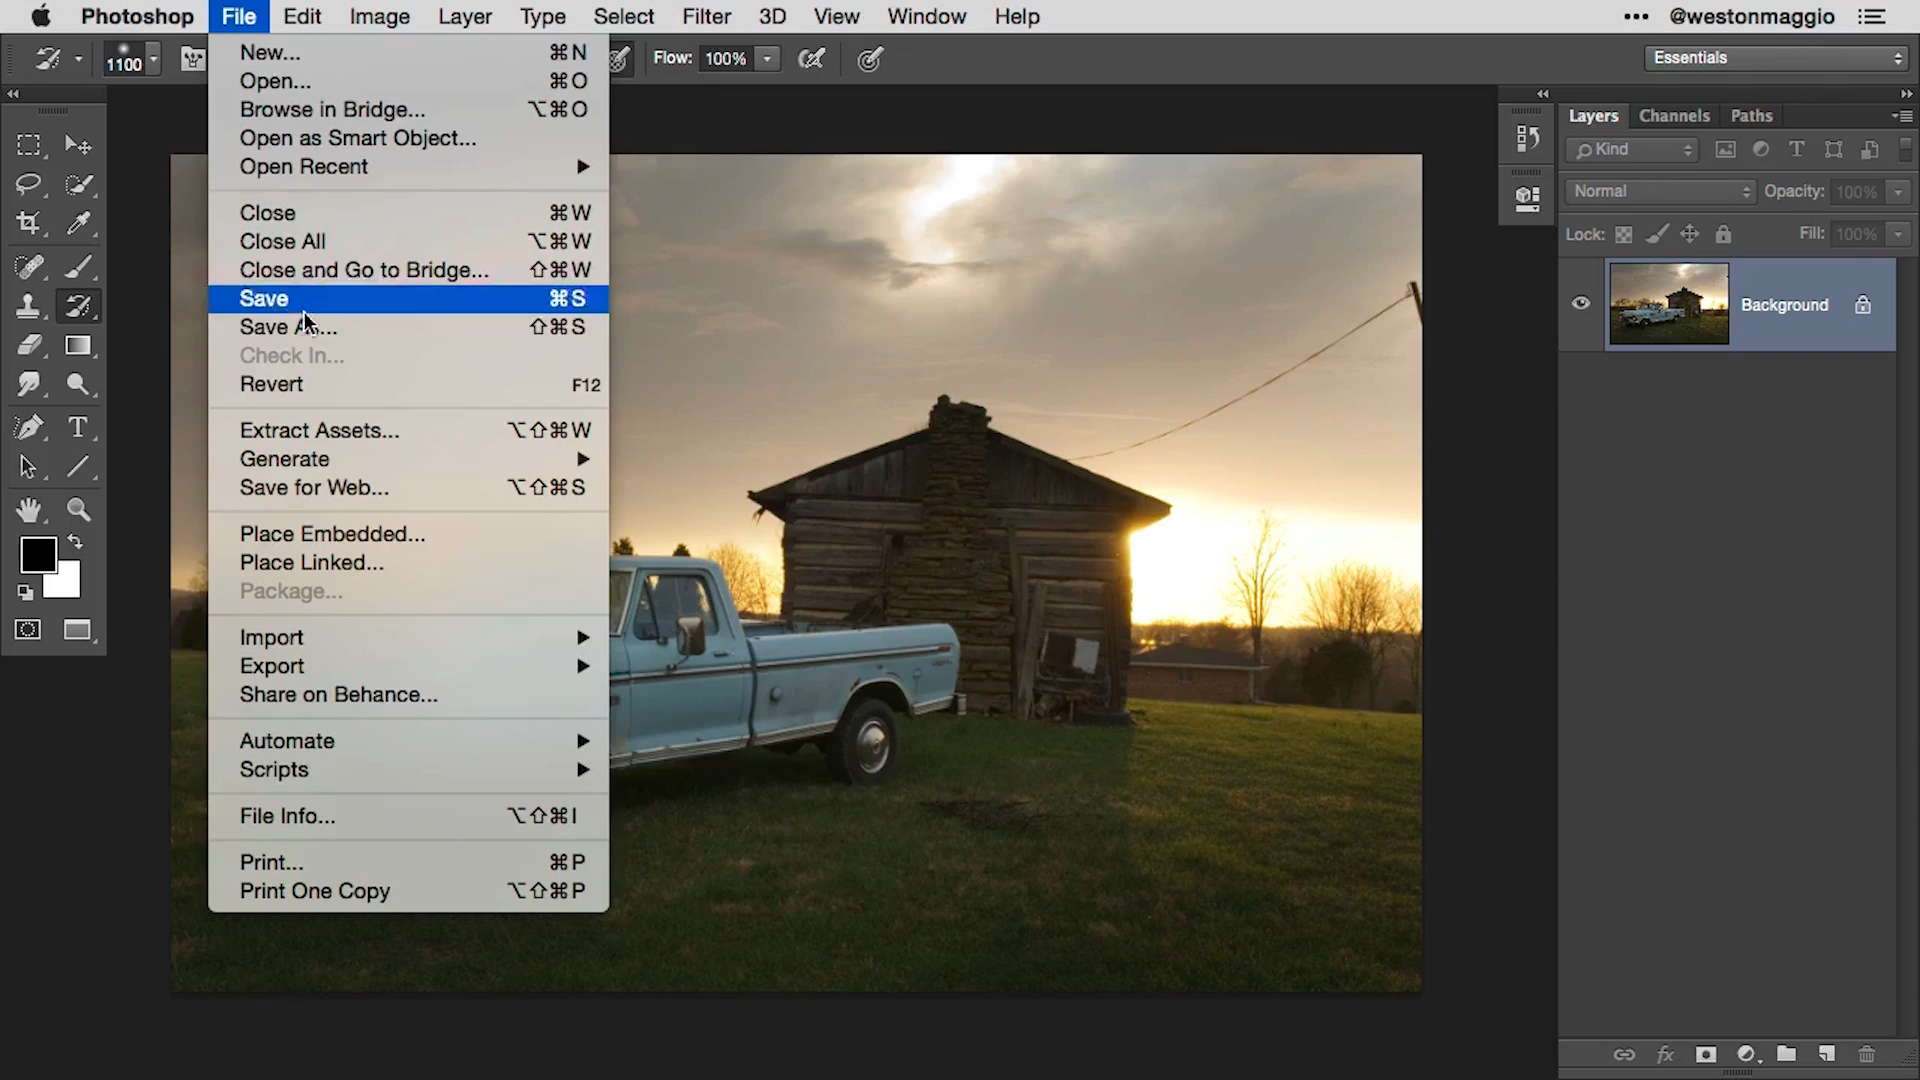 Photoshop File Edit Image Layer Type Select Filter 3D View Window Help ••• @westonmaggio
1100 Flow: 100% Essentials
New... ⌘N
Open... ⌘O
Browse in Bridge... ⌥⌘O
Open as Smart Object...
Open Recent
Close ⌘W
Close All ⌥⌘W
Close and Go to Bridge... ⇧⌘W
Save ⌘S
Save As... ⇧⌘S
Check In...
Revert F12
Extract Assets... ⌥⇧⌘W
Generate
Save for Web... ⌥⇧⌘S
Place Embedded...
Place Linked...
Package...
Import
Export
Share on Behance...
Automate
Scripts
File Info... ⌥⇧⌘I
Print... ⌘P
Print One Copy ⌥⇧⌘P
Layers Channels Paths
Kind
Normal Opacity: 100%
Lock: Fill: 100%
Background
fx